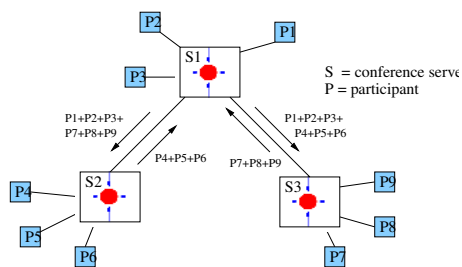 P2
P1
S1
P3
S = conference serve
P = participant
P1+P2+P3+
P7+P8+P9
P4+P5+P6
P1+P2+P3+
P4+P5+P6
P7+P8+P9
S2
S3
P4
P5
P6
P9
P8
P7